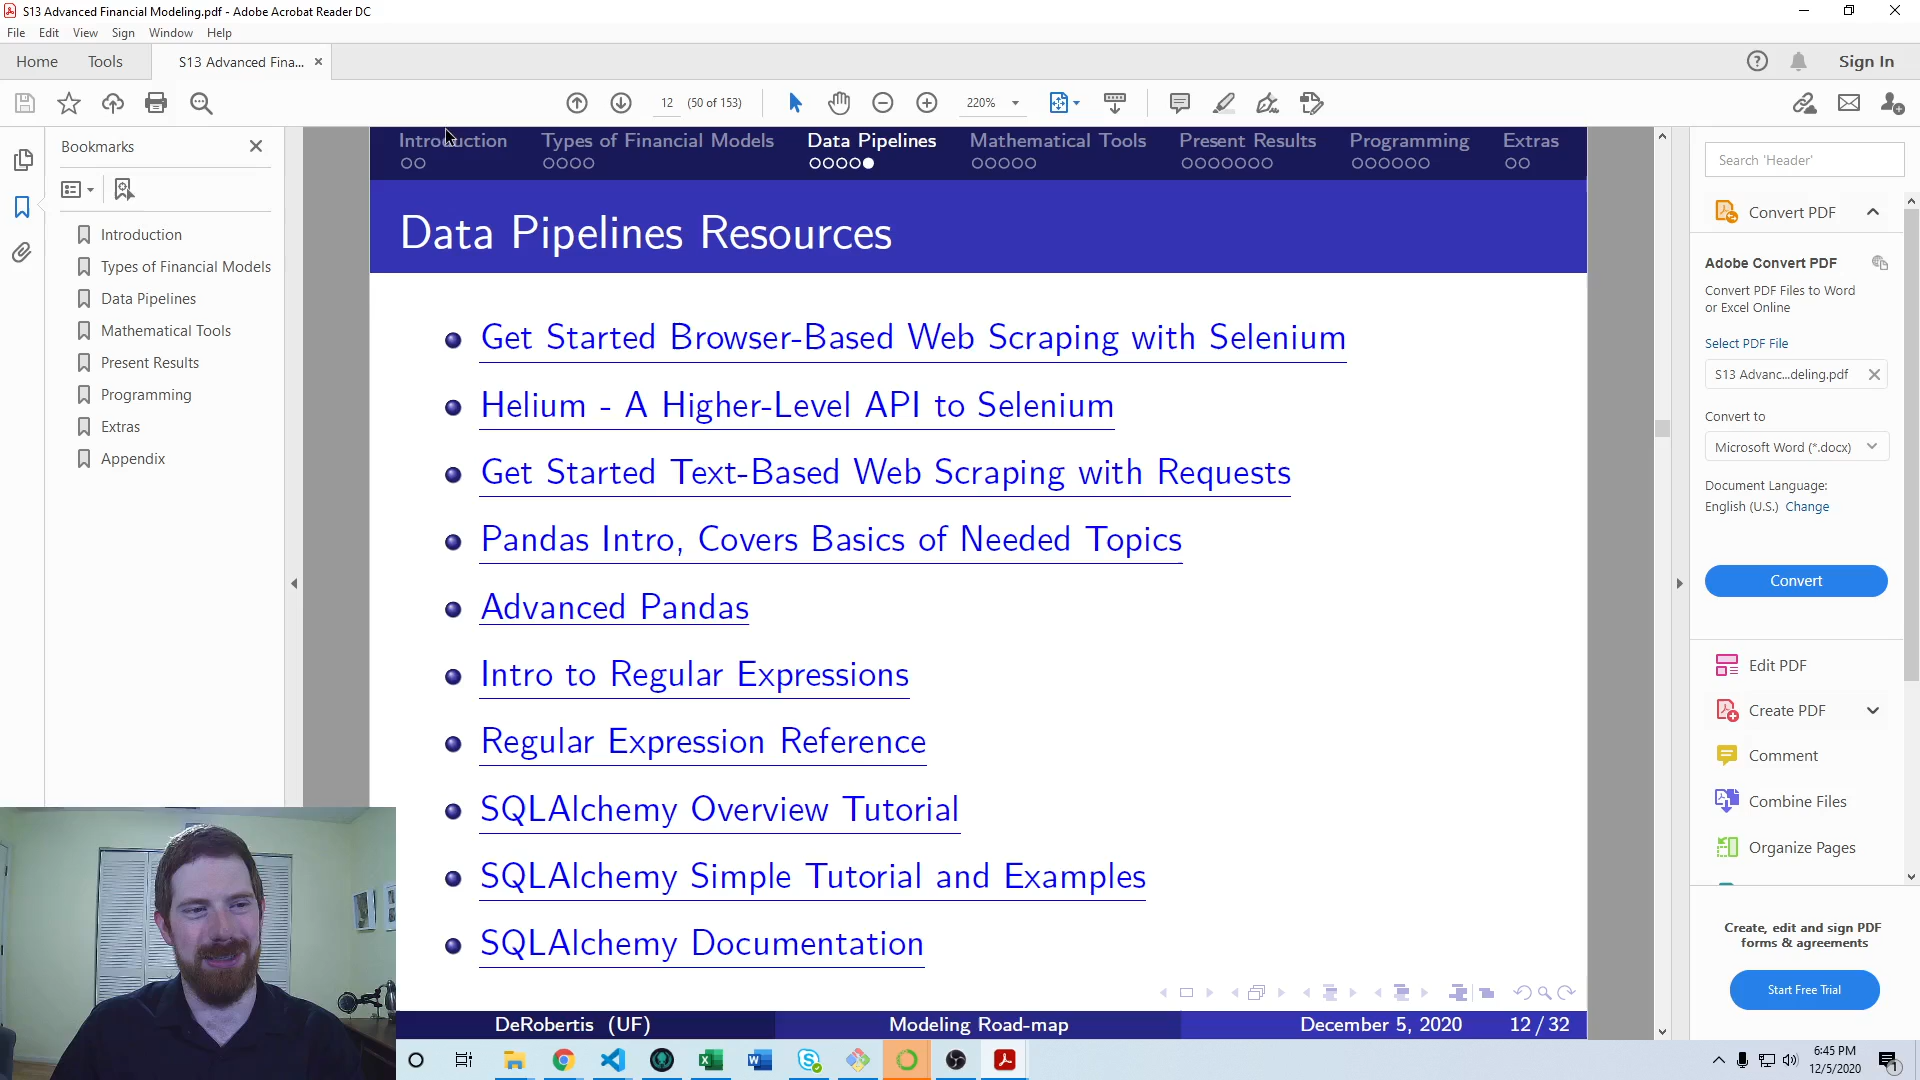 S13 Advanced Financial Modeling.pdf - Adobe Acrobat Reader DC
File Edit View Sign Window Help
Home Tools S13 Advanced Fina... Sign In
12 (50 of 153) 220%
Bookmarks
Introduction
Types of Financial Models
Data Pipelines
Mathematical Tools
Present Results
Programming
Extras
Appendix
Introduction Types of Financial Models Data Pipelines Mathematical Tools Present Results Programming Extras
Data Pipelines Resources
Get Started Browser-Based Web Scraping with Selenium
Helium - A Higher-Level API to Selenium
Get Started Text-Based Web Scraping with Requests
Pandas Intro, Covers Basics of Needed Topics
Advanced Pandas
Intro to Regular Expressions
Regular Expression Reference
SQLAlchemy Overview Tutorial
SQLAlchemy Simple Tutorial and Examples
SQLAlchemy Documentation
DeRobertis (UF) Modeling Road-map December 5, 2020 12 / 32
Search 'Header'
Convert PDF
Adobe Convert PDF
Convert PDF Files to Word
or Excel Online
Select PDF File
S13 Advanc...deling.pdf
Convert to
Microsoft Word (*.docx)
Document Language:
English (U.S.) Change
Convert
Edit PDF
Create PDF
Comment
Combine Files
Organize Pages
Create, edit and sign PDF
forms & agreements
Start Free Trial
6:45 PM
12/5/2020
1